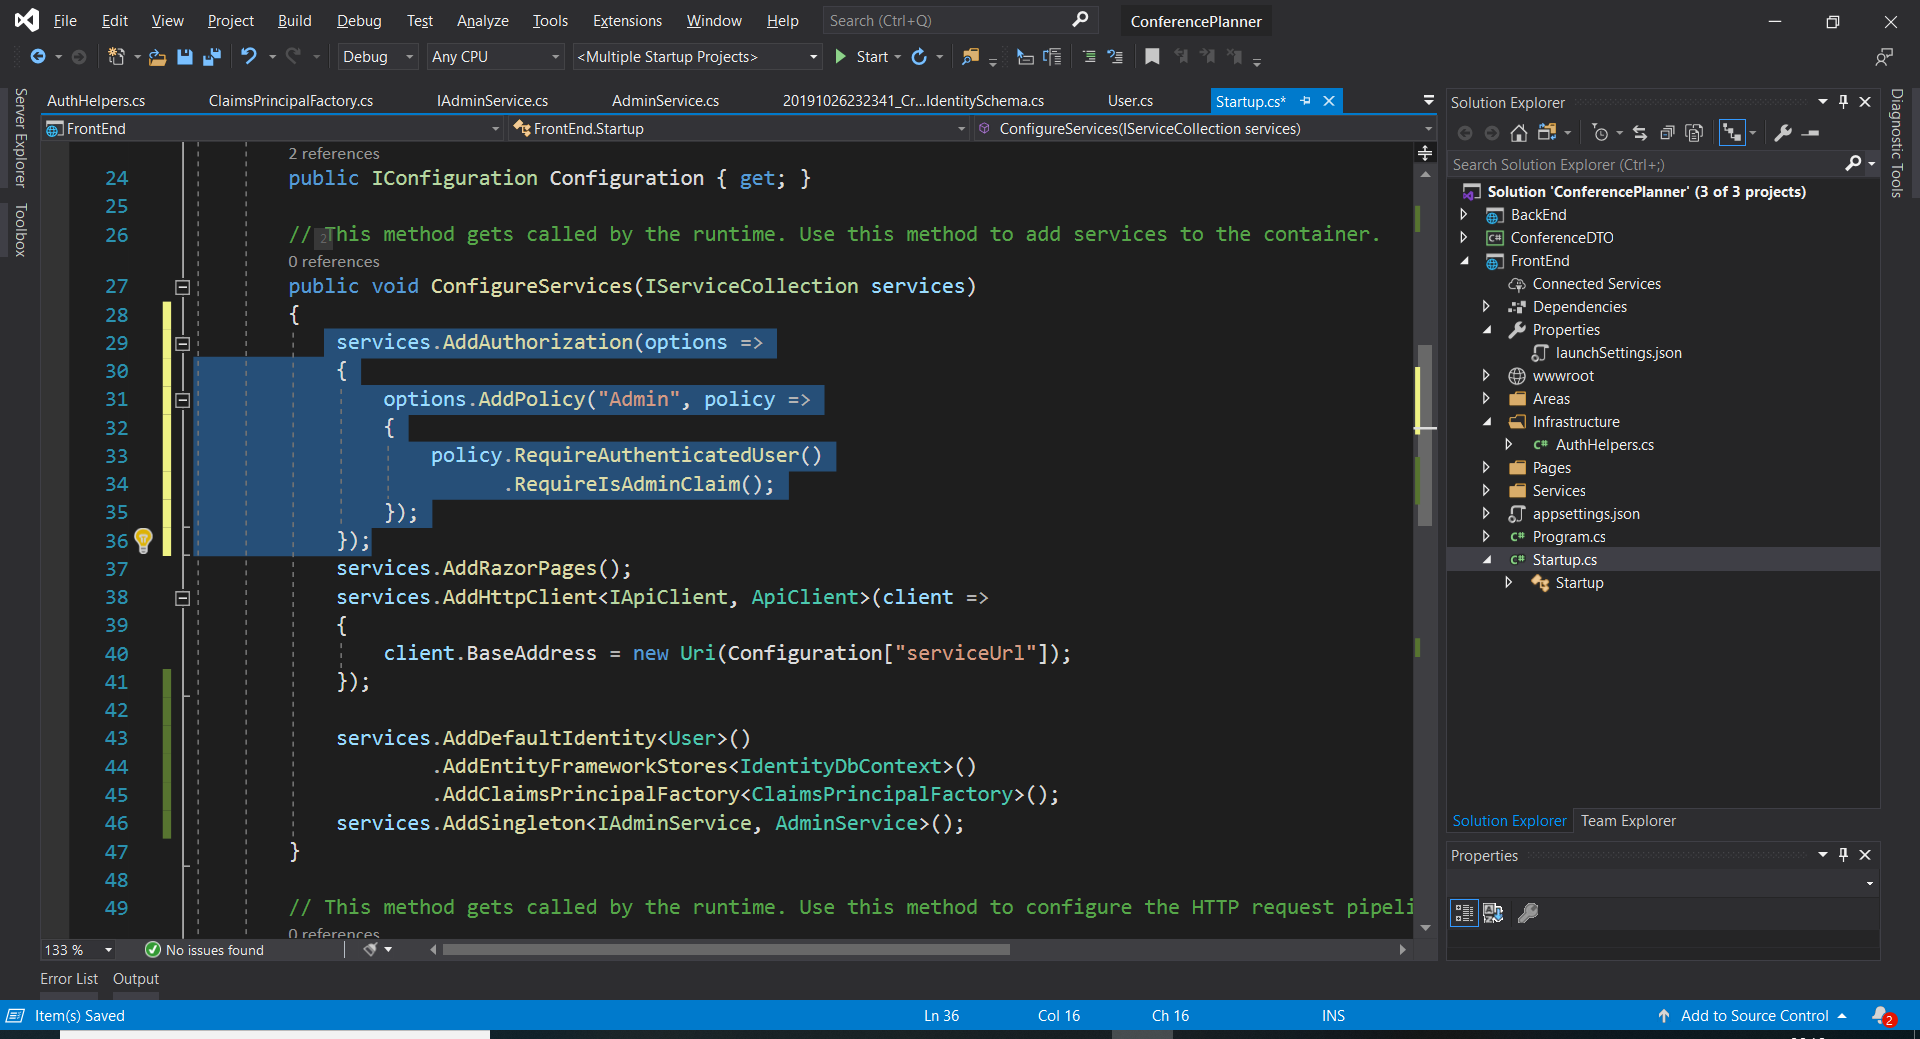 File Edit View Project Build Debug Test Analyze Tools Extensions Window Help Search (Ctrl+Q) ConferencePlanner
Debug Any CPU <Multiple Startup Projects> Start
Server Explorer
Toolbox
AuthHelpers.cs ClaimsPrincipalFactory.cs IAdminService.cs AdminService.cs 20191026232341_Cr...IdentitySchema.cs User.cs Startup.cs*
FrontEnd FrontEnd.Startup ConfigureServices(IServiceCollection services)
2 references
24 public IConfiguration Configuration { get; }
25
26 // This method gets called by the runtime. Use this method to add services to the container.
0 references
27 public void ConfigureServices(IServiceCollection services)
28 {
29 services.AddAuthorization(options =>
30 {
31 options.AddPolicy("Admin", policy =>
32 {
33 policy.RequireAuthenticatedUser()
34 .RequireIsAdminClaim();
35 });
36 });
37 services.AddRazorPages();
38 services.AddHttpClient<IApiClient, ApiClient>(client =>
39 {
40 client.BaseAddress = new Uri(Configuration["serviceUrl"]);
41 });
42
43 services.AddDefaultIdentity<User>()
44 .AddEntityFrameworkStores<IdentityDbContext>()
45 .AddClaimsPrincipalFactory<ClaimsPrincipalFactory>();
46 services.AddSingleton<IAdminService, AdminService>();
47 }
48
49 // This method gets called by the runtime. Use this method to configure the HTTP request pipeli
0 references
133 % No issues found
Error List Output
Solution Explorer
Search Solution Explorer (Ctrl+;)
Solution 'ConferencePlanner' (3 of 3 projects)
BackEnd
C# ConferenceDTO
FrontEnd
Connected Services
Dependencies
Properties
launchSettings.json
wwwroot
Areas
Infrastructure
C# AuthHelpers.cs
Pages
Services
appsettings.json
C# Program.cs
C# Startup.cs
Startup
Solution Explorer Team Explorer
Properties
Diagnostic Tools
Item(s) Saved Ln 36 Col 16 Ch 16 INS Add to Source Control 2